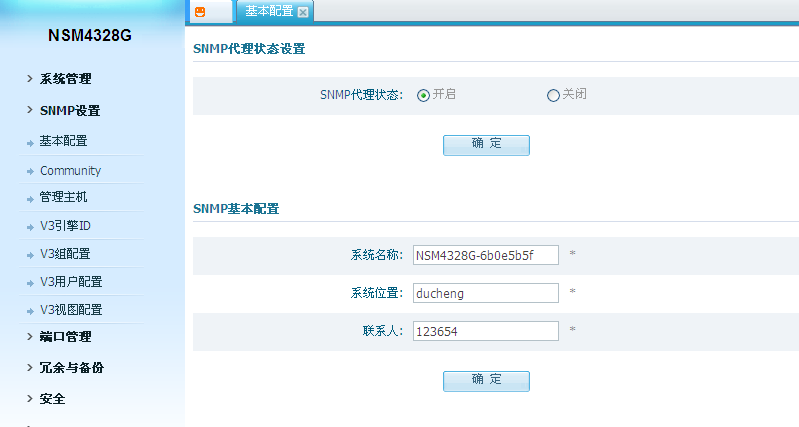 NSM4328G
系统管理
SNMP设置
基本配置
Community
管理主机
V3引擎ID
V3组配置
V3用户配置
V3视图配置
端口管理
冗余与备份
安全
基本配置
SNMP代理状态设置
SNMP代理状态: 开启 关闭
确 定
SNMP基本配置
系统名称: NSM4328G-6b0e5b5f *
系统位置: ducheng *
联系人: 123654 *
确 定